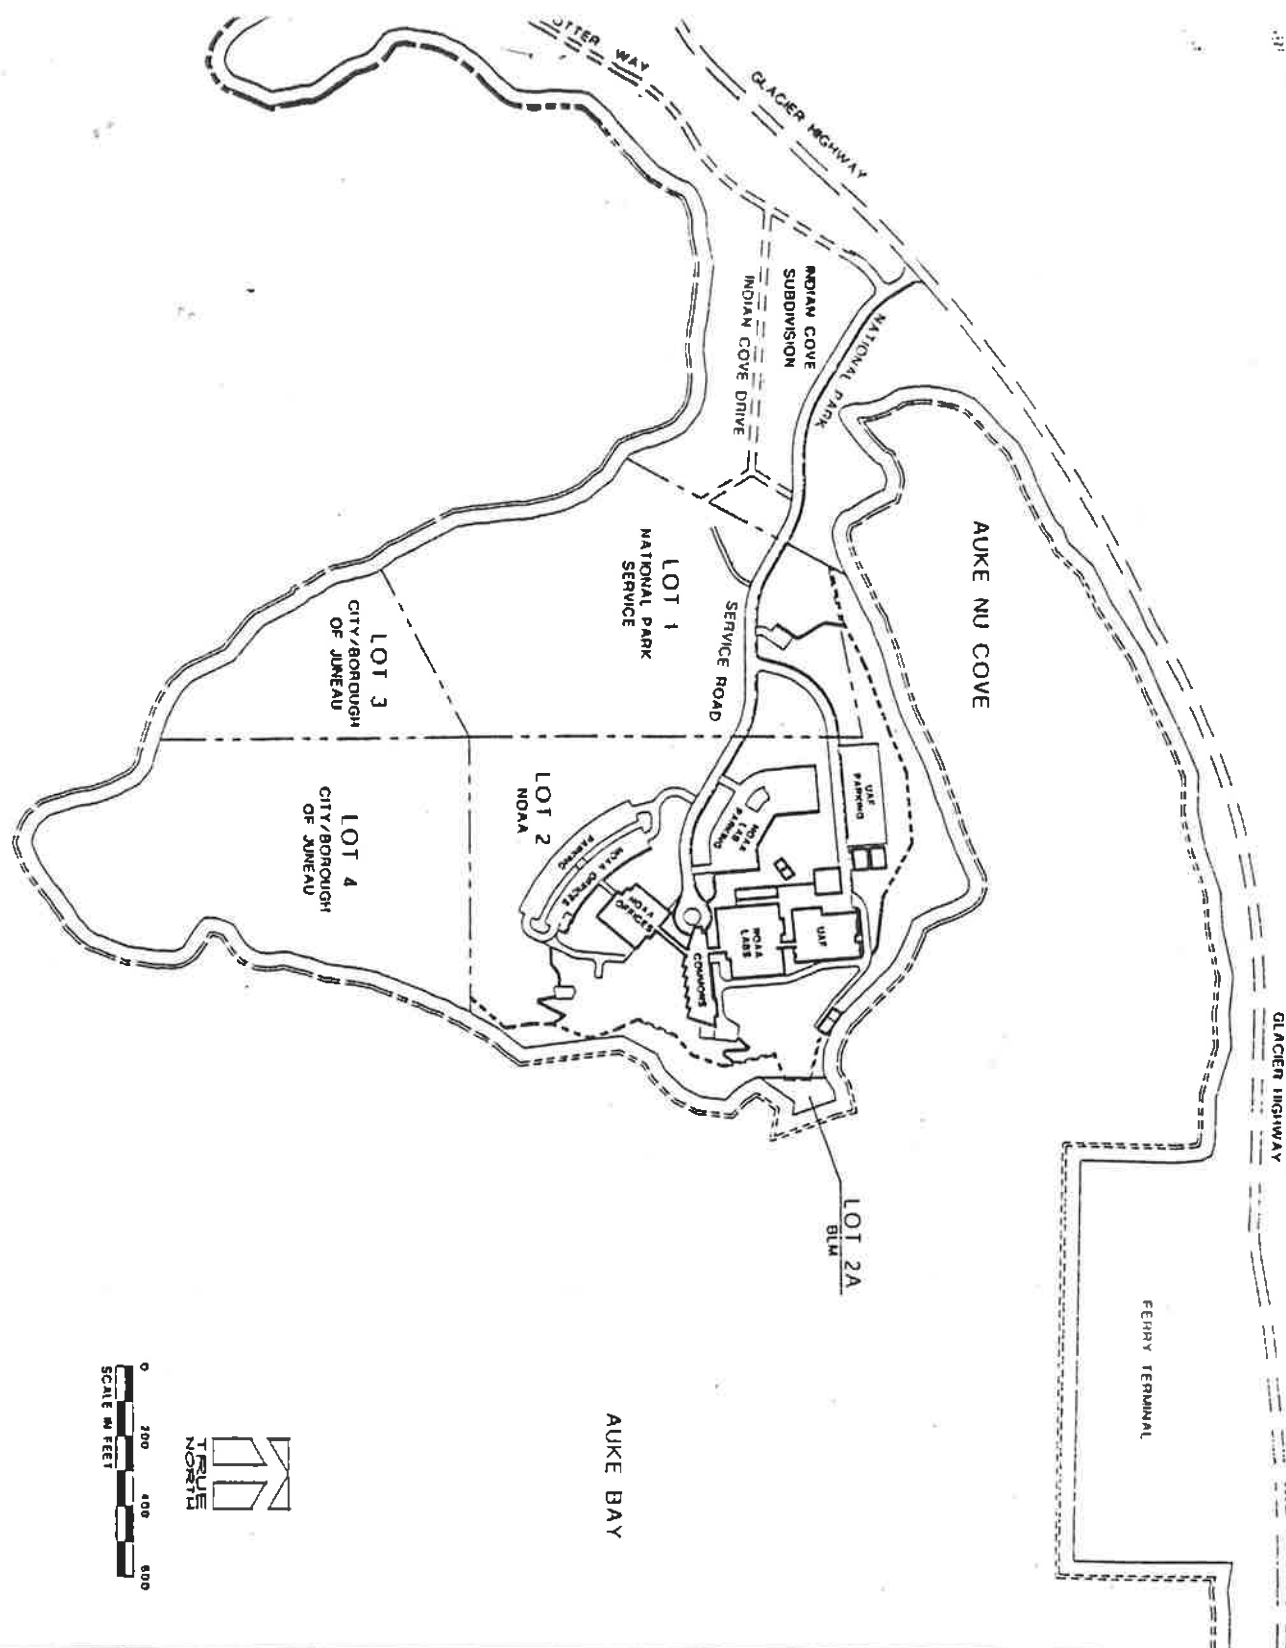 GLACIER HIGHWAY
GLACIER HIGHWAY
FERRY TERMINAL
AUKE NU COVE
LOT 2A
BLM
UAF
PARKING
NATIONAL PARK
INDIAN COVE
SUBDIVISION
INDIAN COVE DRIVE
WAY
UAF
NOAA
LAB
PARKING
NOAA
LABS
SERVICE ROAD
COMMONS
LOT 1
NATIONAL PARK
SERVICE
NOAA
OFFICES
NOAA OFFICES
PARKING
AUKE BAY
LOT 2
NOAA
LOT 3
CITY/BOROUGH
OF JUNEAU
LOT 4
CITY/BOROUGH
OF JUNEAU
TRUE
NORTH
0 200 400 600
SCALE IN FEET